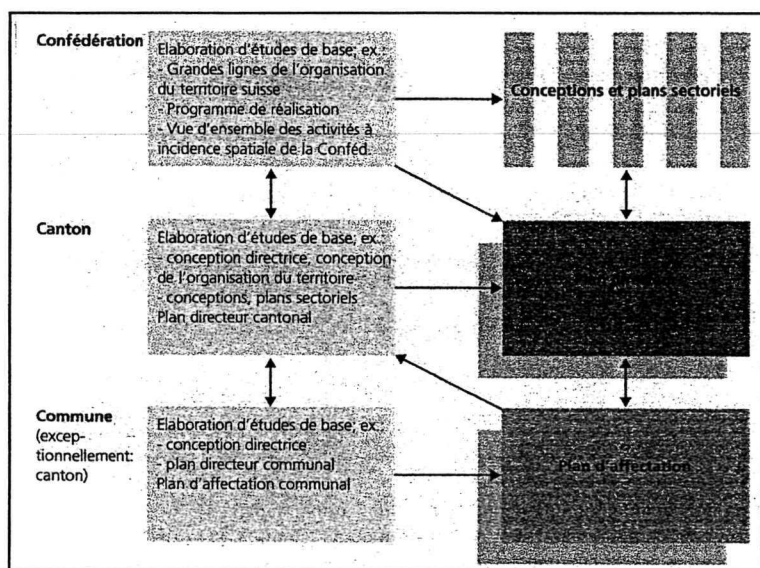 Confédération
Elaboration d'études de base; ex.:
- Grandes lignes de l'organisation
du territoire suisse
- Programme de réalisation
- Vue d'ensemble des activités à
incidence spatiale de la Conféd.
Conceptions et plans sectoriels
Canton
Elaboration d'études de base; ex.:
conception directrice, conception
de l'organisation du territoire
conceptions, plans sectoriels
Plan directeur cantonal
Commune
(excep-
tionnellement:
canton)
Elaboration d'études de base; ex.:
- conception directrice
- plan directeur communal
Plan d'affectation communal
Plan d'affectation